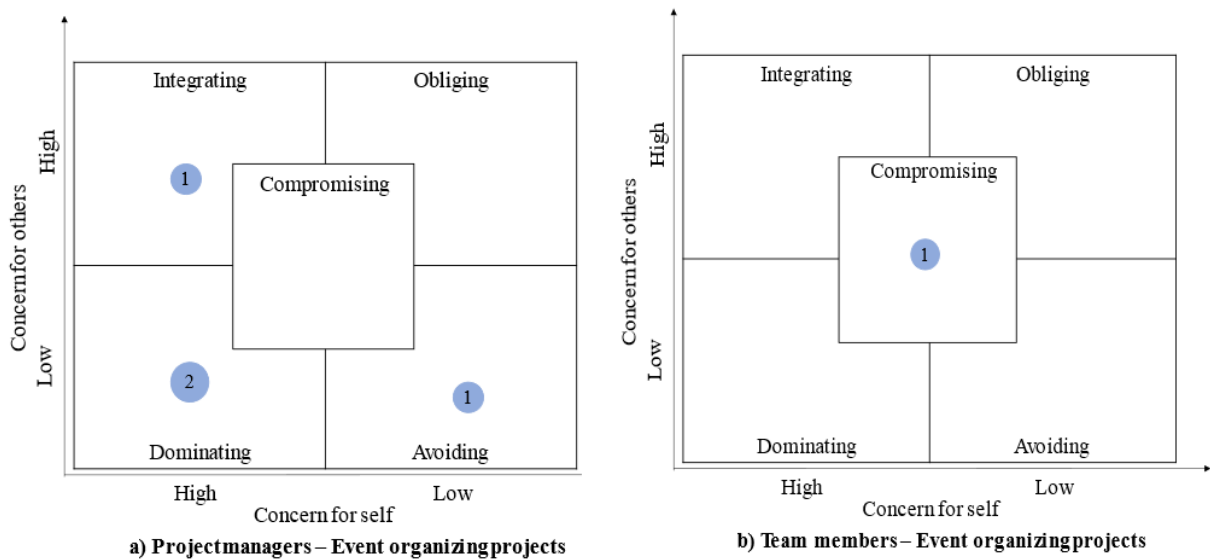 Integrating
Obliging
High
1
Compromising
Concern for others
Low
2
1
Dominating
Avoiding
High
Low
Concern for self
a) Project managers – Event organizing projects
Integrating
Obliging
High
Compromising
1
Concern for others
Low
Dominating
Avoiding
High
Low
Concern for self
b) Team members – Event organizing projects